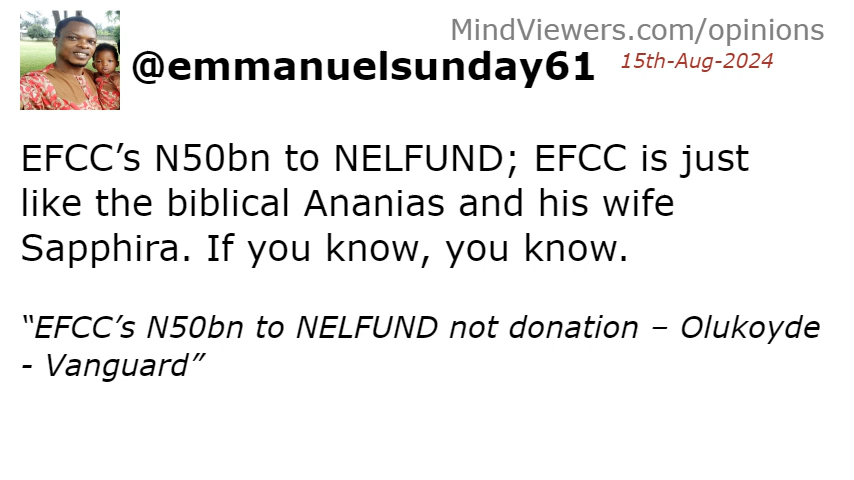 MindViewers.com/opinions
@emmanuelsunday61 15th-Aug-2024
EFCC’s N50bn to NELFUND; EFCC is just
like the biblical Ananias and his wife
Sapphira. If you know, you know.
“EFCC’s N50bn to NELFUND not donation – Olukoyde
- Vanguard”